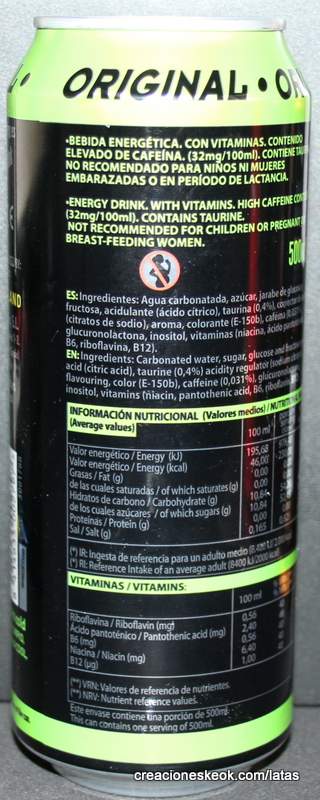 ORIGINAL •
•BEBIDA ENERGÉTICA. CON VITAMINAS. CONTENIDO
ELEVADO DE CAFEÍNA. (32mg/100ml). CONTIENE
NO RECOMENDADO PARA NIÑOS NI MUJERES
EMBARAZADAS O EN PERÍODO DE LACTANCIA.
•ENERGY DRINK. WITH VITAMINS. HIGH CAFFEINE
(32mg/100ml). CONTAINS TAURINE.
NOT RECOMMENDED FOR CHILDREN OR PREGNANT
BREAST-FEEDING WOMEN.
ES: Ingredientes: Agua carbonatada, azúcar, jarabe de
fructosa, acidulante (ácido cítrico), taurina (0,4%),
(citratos de sodio), aroma, colorante (E-150b), cafeína
glucuronolactona, inositol, vitaminas (niacina, ácido
B6, riboflavina, B12).
EN: Ingredients: Carbonated water, sugar, glucose and
acid (citric acid), taurine (0,4%) acidity regulator
flavouring, color (E-150b), caffeine (0,031%),
inositol, vitamins (niacin, pantothenic acid, B6,
INFORMACIÓN NUTRICIONAL (Valores medios) /
(Average values)
100 ml
Valor energético / Energy (kJ) 195,68
Valor energético / Energy (kcal) 46,00
Grasas / Fat (g) 0,00
de las cuales saturadas / of which saturates (g) 0,00
Hidratos de carbono / Carbohydrate (g) 10,84
de los cuales azúcares / of which sugars (g) 10,84
Proteínas / Protein (g) 0,00
Sal / Salt (g) 0,165
(*) IR: Ingesta de referencia para un adulto medio
(*) RI: Reference Intake of an average adult (8400 kJ/2000 kcal)
VITAMINAS / VITAMINS:
100 ml
Riboflavina / Riboflavin (mg) 0,56
Ácido pantoténico / Pantothenic acid (mg) 2,40
B6 (mg) 0,56
Niacina / Niacin (mg) 6,40
B12 (µg) 1,00
(**) VRN: Valores de referencia de nutrientes.
(**) NRV: Nutrient reference values.
Este envase contiene una porción de 500ml.
This can contains one serving of 500ml.
creacioneskeok.com/latas